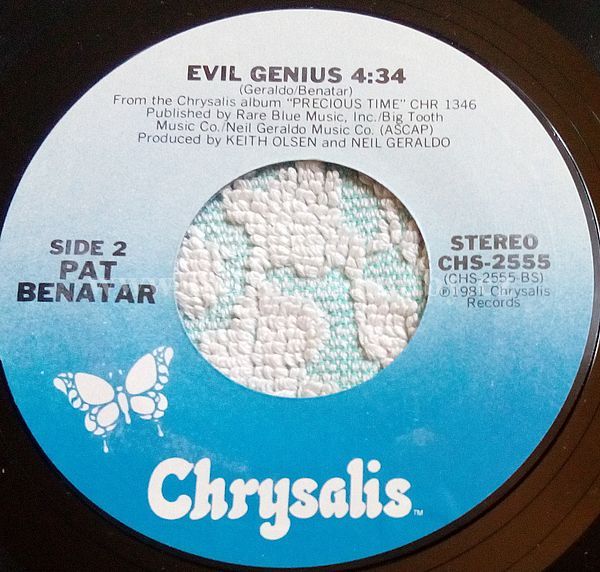 EVIL GENIUS 4:34
(Geraldo/Benatar)
From the Chrysalis album "PRECIOUS TIME" CHR 1346
Published by Rare Blue Music, Inc./Big Tooth
Music Co./Neil Geraldo Music Co. (ASCAP)
Produced by KEITH OLSEN and NEIL GERALDO
SIDE 2
PAT
BENATAR
STEREO
CHS-2555
(CHS-2555-BS)
℗1981 Chrysalis
Records
Chrysalis™